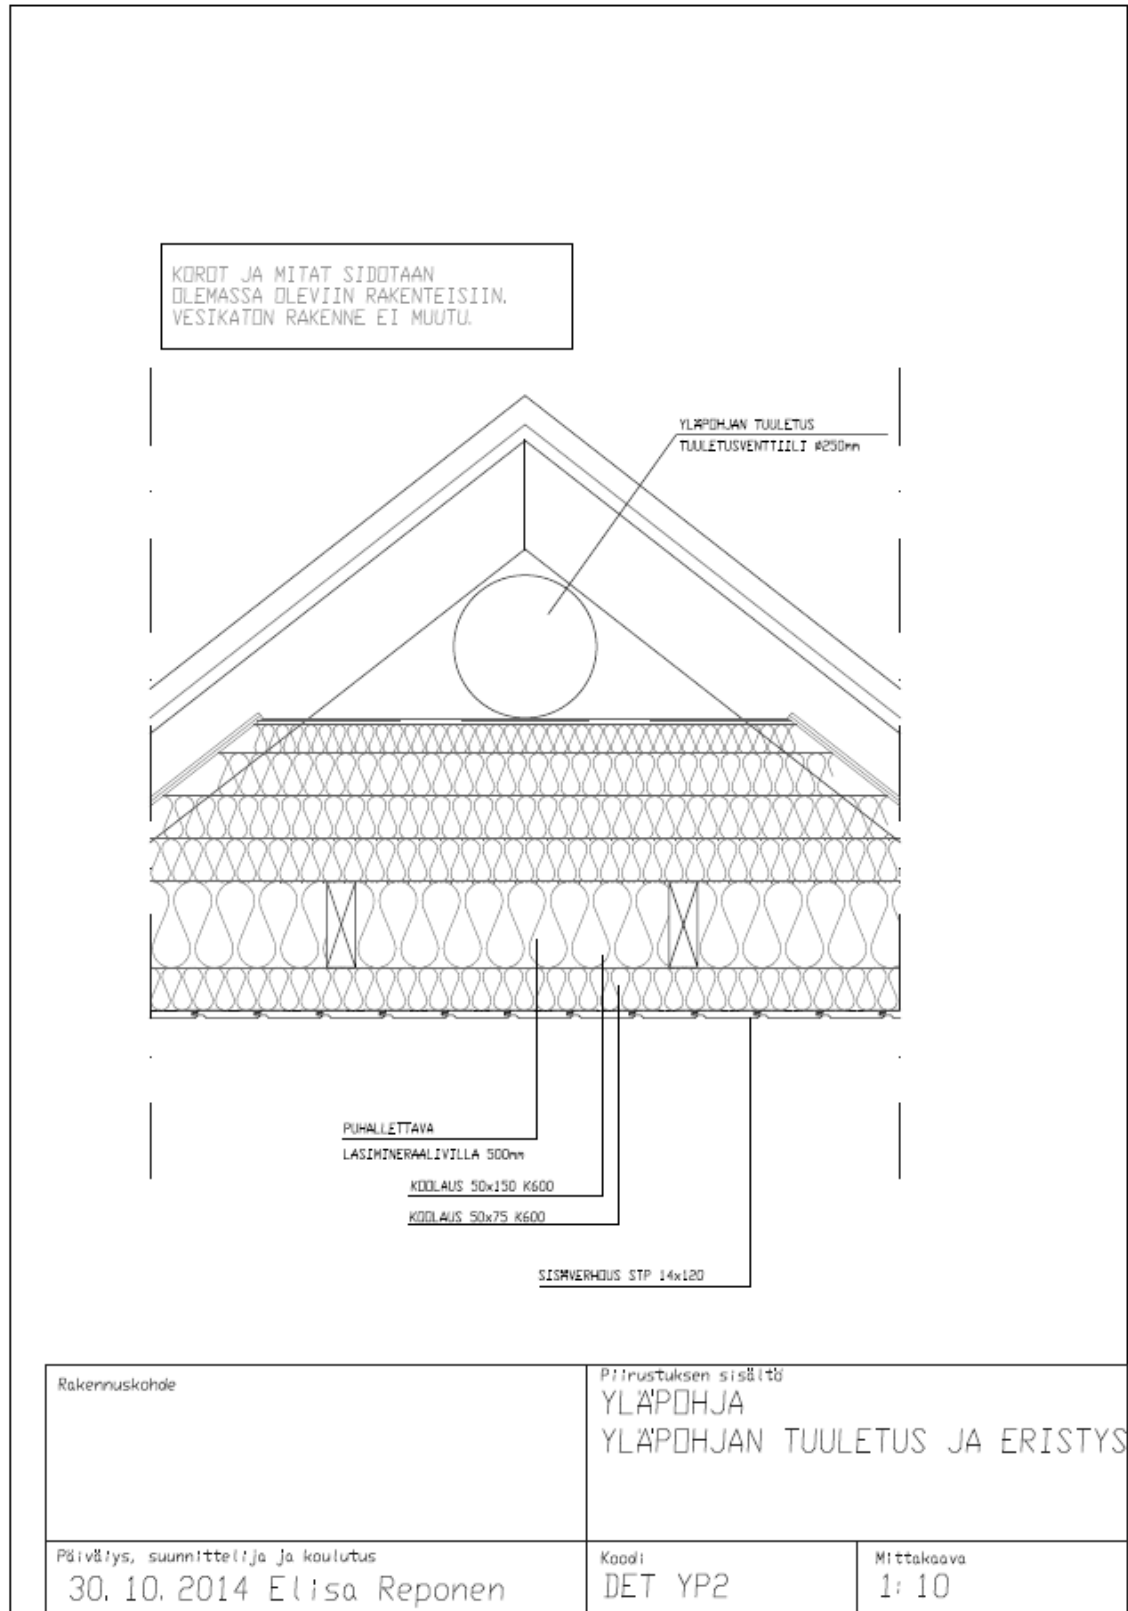 KOROT JA MITAT SIDOTAAN
OLEMASSA OLEVIIN RAKENTEISIIN.
VESIKATON RAKENNE EI MUUTU.
YLÄPOHJAN TUULETUS
TUULETUSVENTTIILI Ø250mm
PUHALLETTAVA
LASIMINERAALIVILLA 500mm
KOOLAUS 50x150 K600
KOOLAUS 50x75 K600
SISÄVERHOUS STP 14x120
Rakennuskohde
Piirustuksen sisältö
YLÄPOHJA
YLÄPOHJAN TUULETUS JA ERISTYS
Päiväys, suunnittelija ja koulutus
30. 10. 2014 Elisa Reponen
Koodi
DET YP2
Mittakaava
1: 10